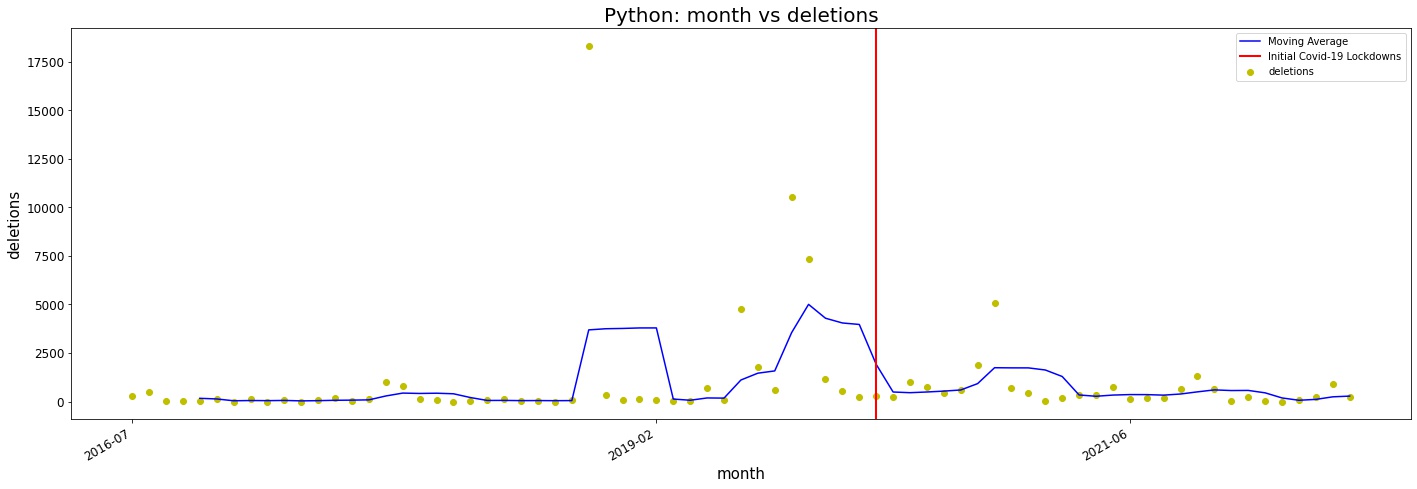 Python: month vs deletions
Moving Average
Initial Covid-19 Lockdowns
deletions
17500
15000
12500
10000
7500
5000
2500
0
deletions
2016-07
2019-02
2021-06
month